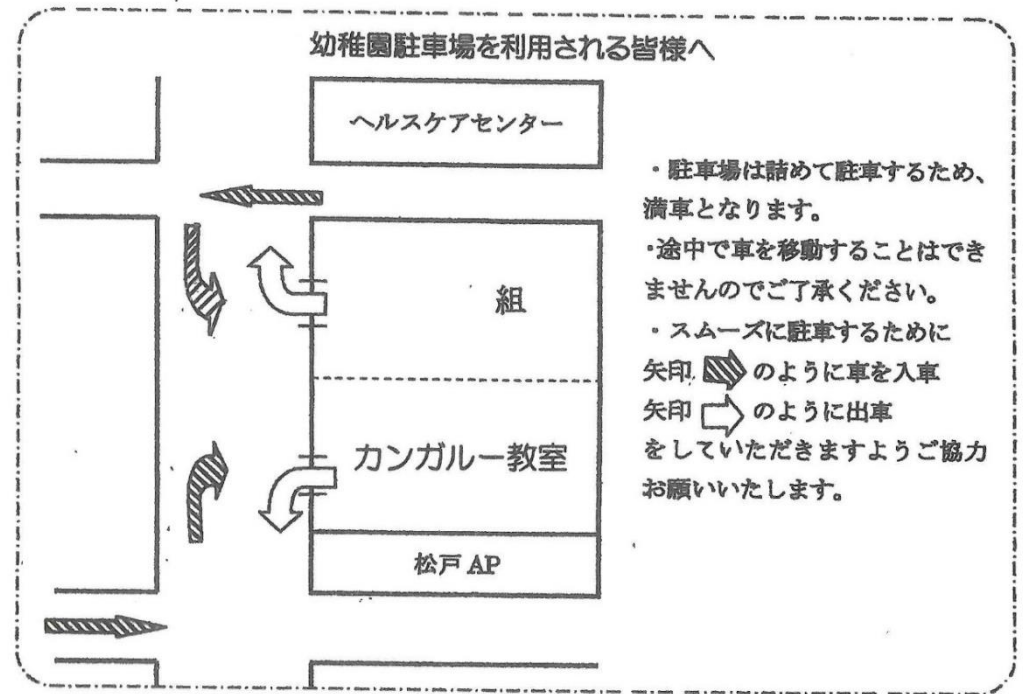 幼稚園駐車場を利用される皆様へ
ヘルスケアセンター
組
カンガルー教室
松戸 AP
・駐車場は詰めて駐車するため、
満車となります。
・途中で車を移動することはでき
ませんのでご了承ください。
・スムーズに駐車するために
矢印 のように車を入車
矢印 のように出車
をしていただきますようご協力
お願いいたします。